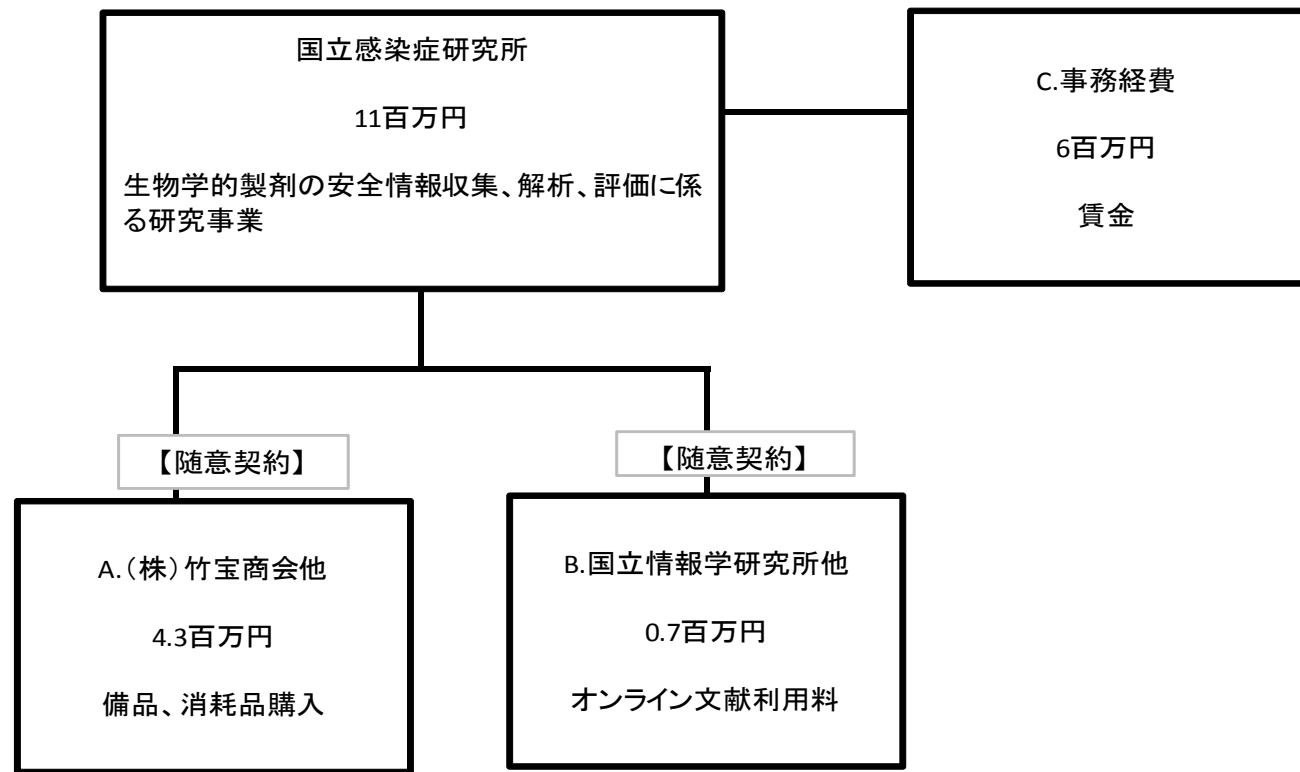 国立感染症研究所
11百万円
生物学的製剤の安全情報収集、解析、評価に係
る研究事業
C.事務経費
6百万円
賃金
【随意契約】
【随意契約】
A.（株）竹宝商会他
4.3百万円
備品、消耗品購入
B.国立情報学研究所他
0.7百万円
オンライン文献利用料